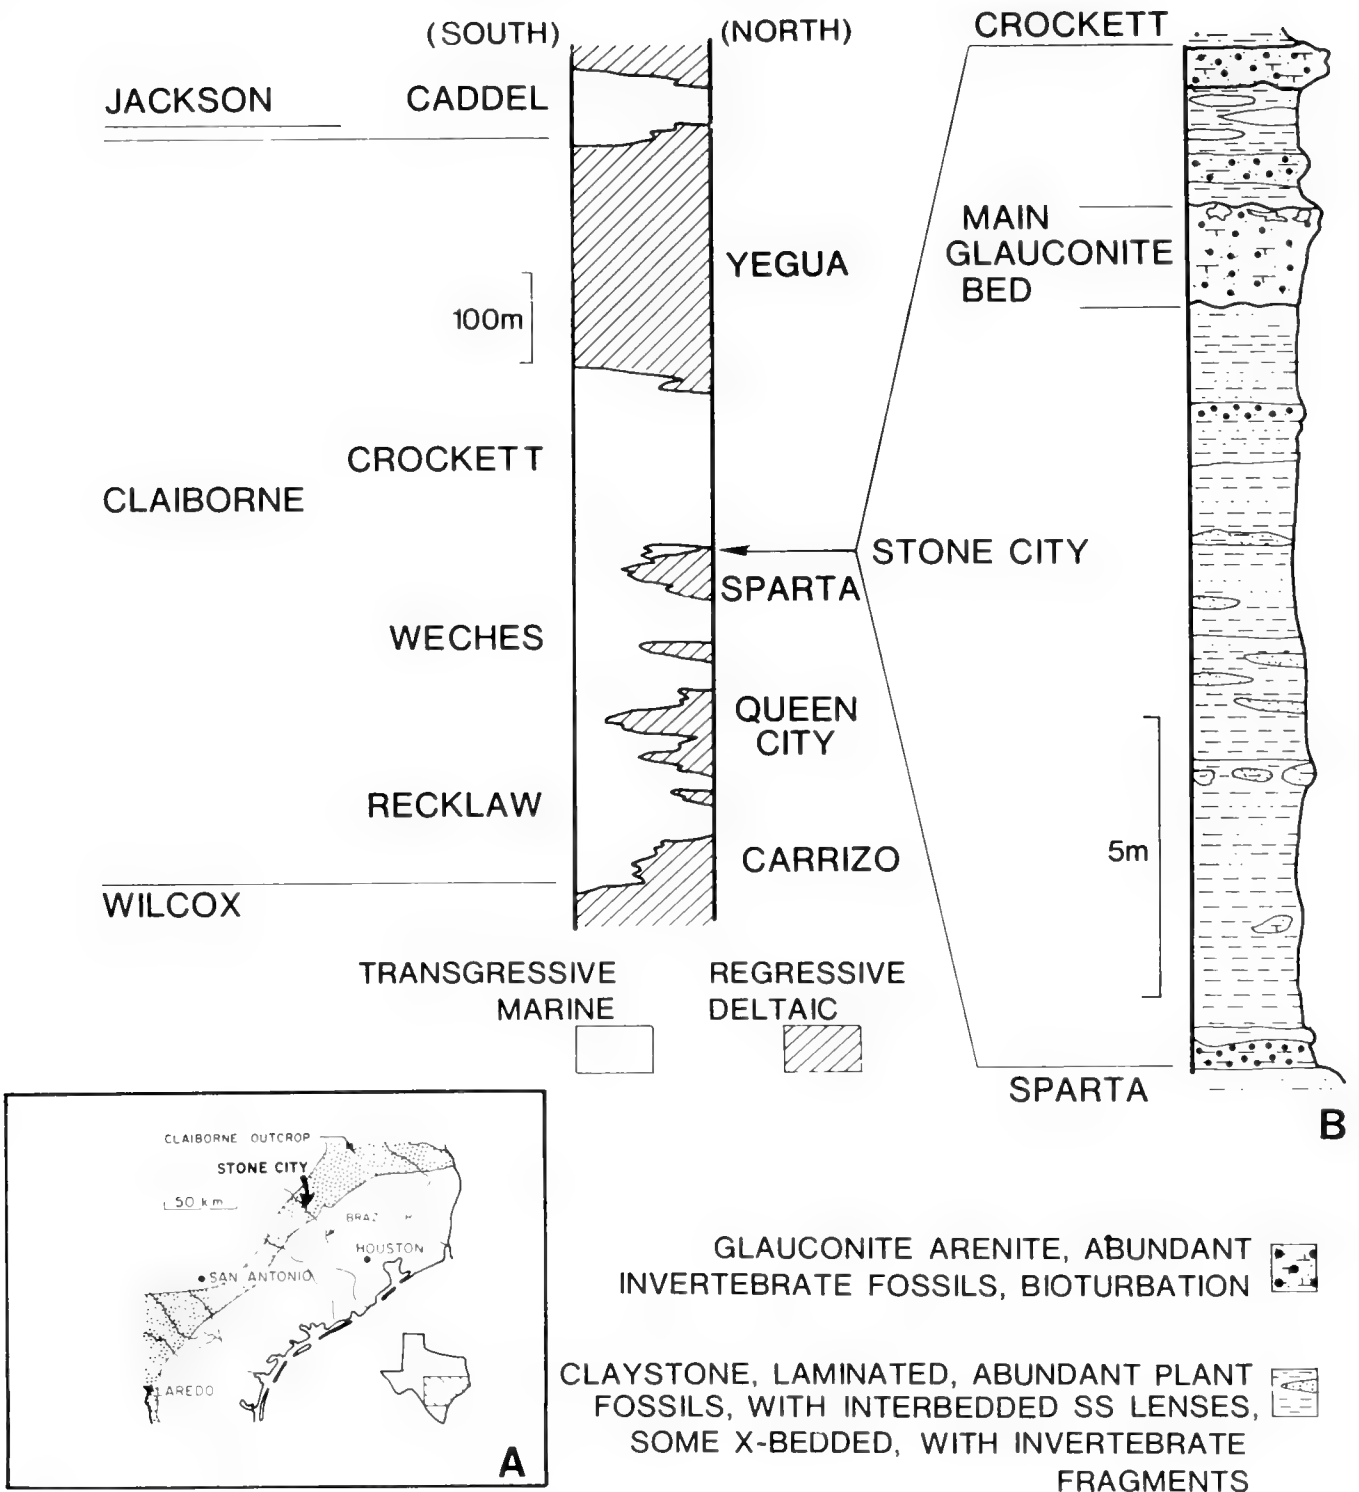 (SOUTH)
(NORTH)
CROCKETT
JACKSON
CADDEL
YEGUA
100m
MAIN
GLAUCONITE
BED
CROCKETT
CLAIBORNE
STONE CITY
SPARTA
WECHES
QUEEN
CITY
RECKLAW
CARRIZO
WILCOX
5m
TRANSGRESSIVE
MARINE
REGRESSIVE
DELTAIC
SPARTA
B
CLAIBORNE OUTCROP
STONE CITY
50 km
HOUSTON
SAN ANTONIO
LAREDO
A
GLAUCONITE ARENITE, ABUNDANT
INVERTEBRATE FOSSILS, BIOTURBATION
CLAYSTONE, LAMINATED, ABUNDANT PLANT
FOSSILS, WITH INTERBEDDED SS LENSES,
SOME X-BEDDED, WITH INVERTEBRATE
FRAGMENTS